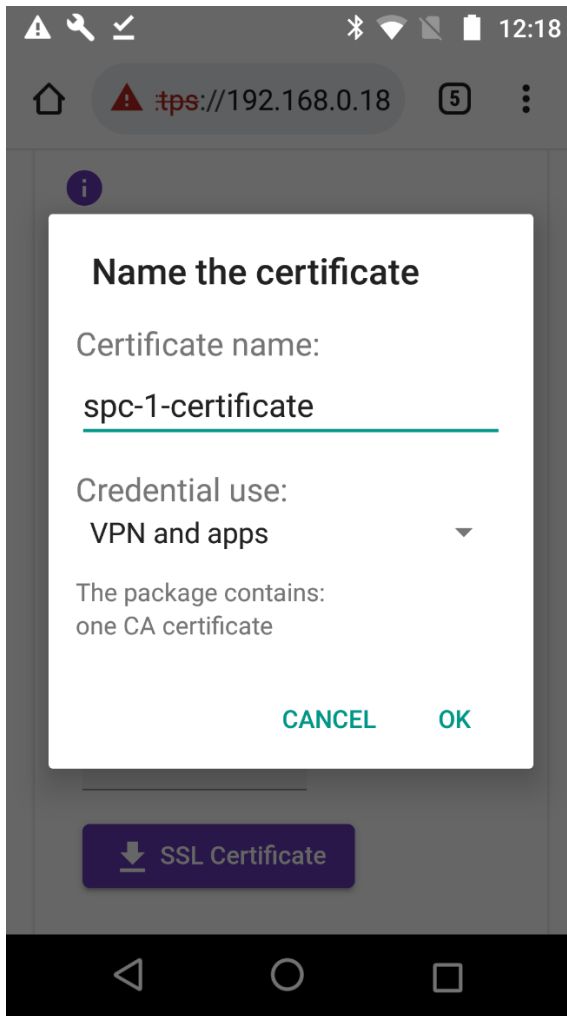 12:18
tps://192.168.0.18
5
i
Name the certificate
Certificate name:
spc-1-certificate
Credential use:
VPN and apps
The package contains:
one CA certificate
CANCEL OK
SSL Certificate